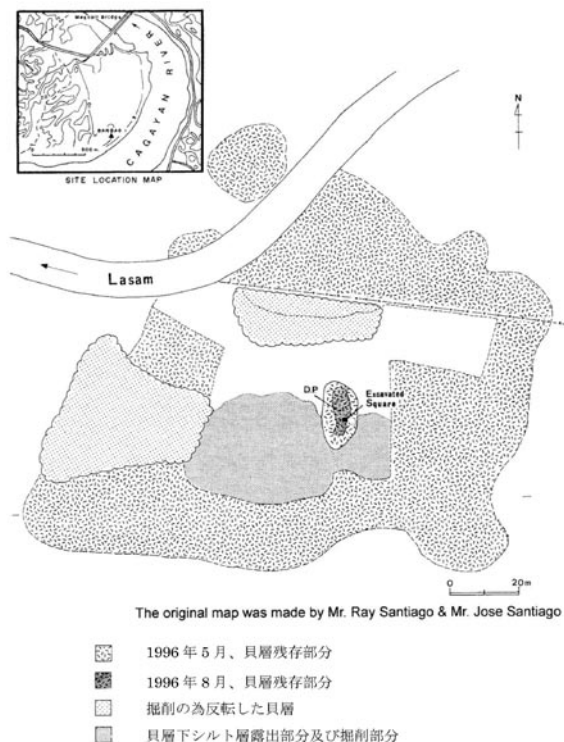 Magapit Bridge
CAGAYAN RIVER
BANGAG
0 500 m
SITE LOCATION MAP
N
Lasam
D.P
Excavated
Square
0 20m
The original map was made by Mr. Ray Santiago & Mr. Jose Santiago
1996年5月、貝層残存部分
1996年8月、貝層残存部分
掘削の為反転した貝層
貝層下シルト層露出部分及び掘削部分